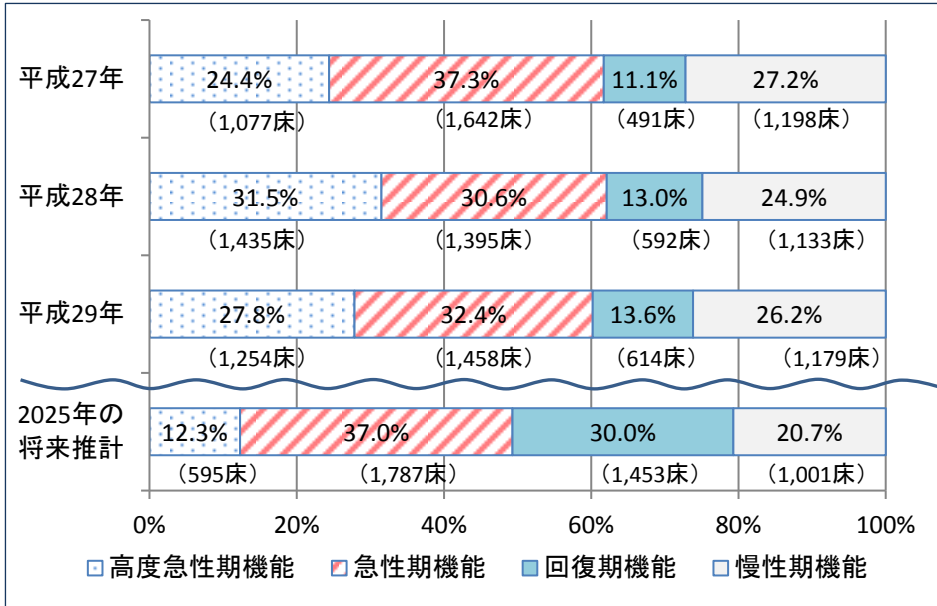 平成27年
24.4% 37.3% 11.1% 27.2%
（1,077床） （1,642床） （491床） （1,198床）
平成28年
31.5% 30.6% 13.0% 24.9%
（1,435床） （1,395床） （592床） （1,133床）
平成29年
27.8% 32.4% 13.6% 26.2%
（1,254床） （1,458床） （614床） （1,179床）
2025年の
将来推計
12.3% 37.0% 30.0% 20.7%
（595床） （1,787床） （1,453床） （1,001床）
0% 20% 40% 60% 80% 100%
高度急性期機能 急性期機能 回復期機能 慢性期機能